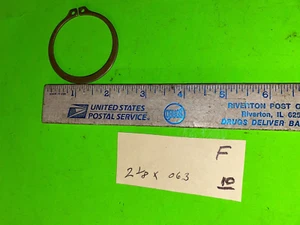 1 2 3 4 5 6
UNITED STATES
POSTAL SERVICE
RIVERTON POST O
Riverton, IL 625
DRUGS DELIVER BA
F
2 1/8 x 063
10